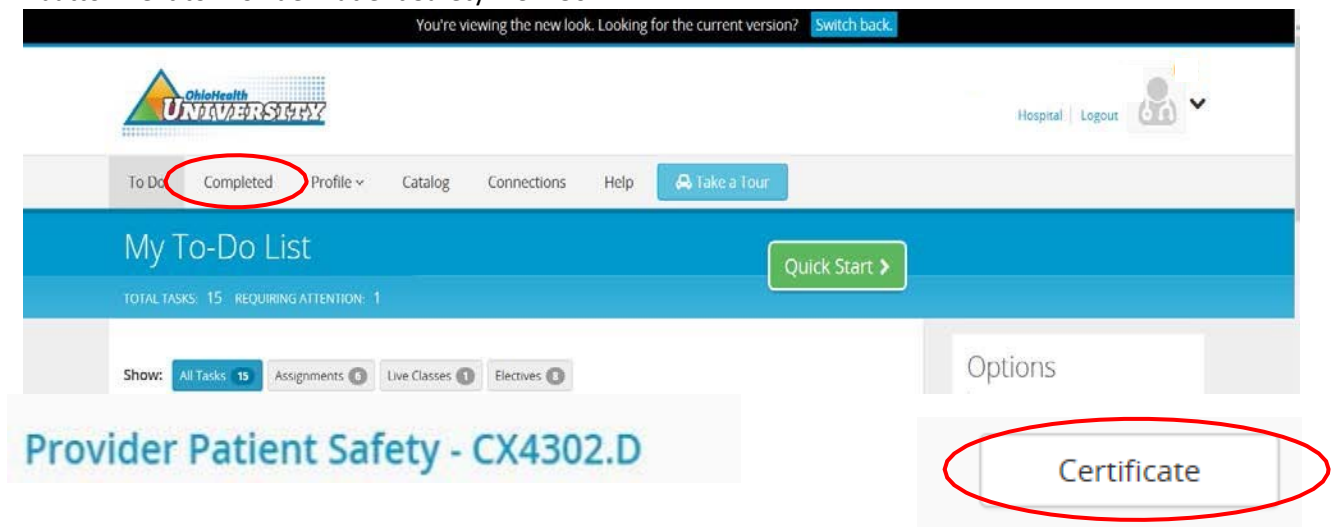 You're viewing the new look. Looking for the current version? Switch back.
OhioHealth
UNIVERSITY
Hospital Logout
To Do Completed Profile Catalog Connections Help Take a Tour
My To-Do List
Quick Start
TOTAL TASKS: 15 REQUIRING ATTENTION: 1
Show: All Tasks 15 Assignments 6 Live Classes 1 Electives 8
Options
Provider Patient Safety - CX4302.D
Certificate